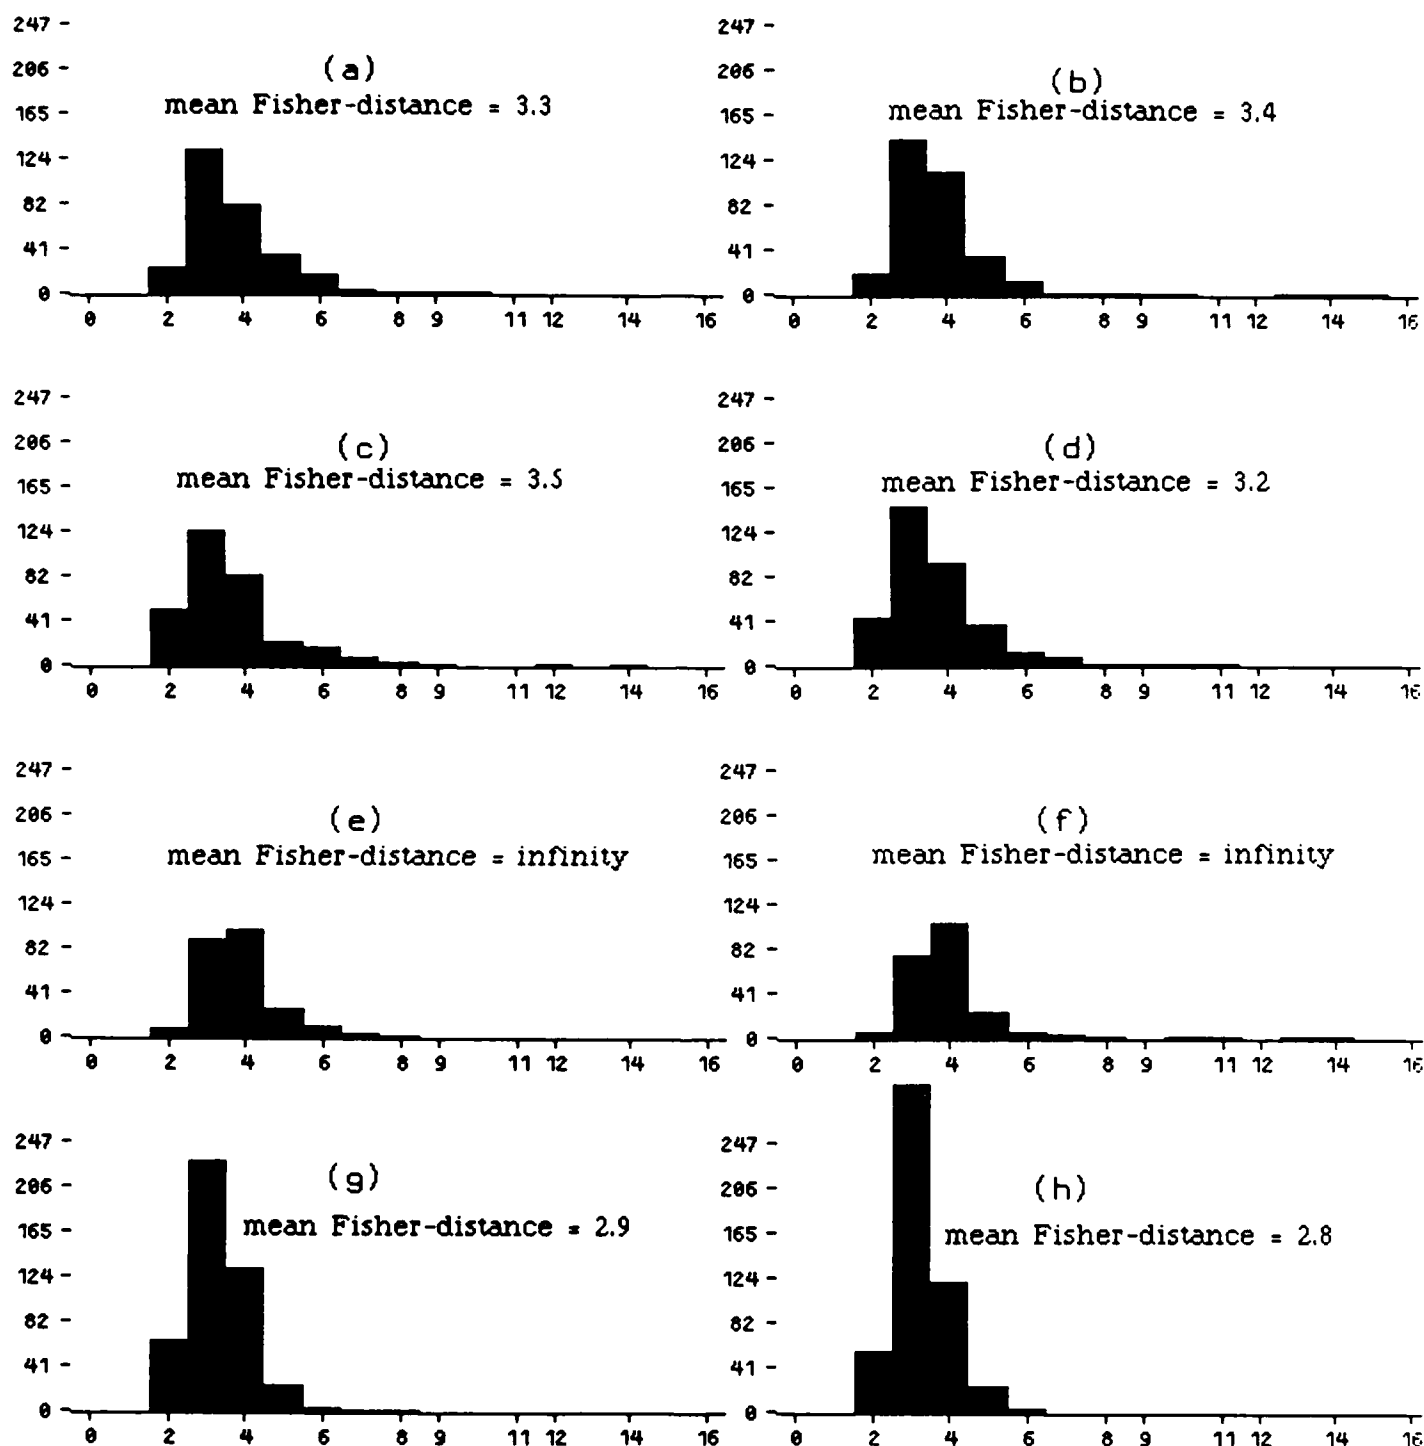 247
206
(a)
mean Fisher-distance = 3.3
165
124
82
41
0
0 2 4 6 8 9 11 12 14 16
247
206
(b)
mean Fisher-distance = 3.4
165
124
82
41
0
0 2 4 6 8 9 11 12 14 16
247
206
(c)
mean Fisher-distance = 3.5
165
124
82
41
0
0 2 4 6 8 9 11 12 14 16
247
206
(d)
mean Fisher-distance = 3.2
165
124
82
41
0
0 2 4 6 8 9 11 12 14 16
247
206
(e)
mean Fisher-distance = infinity
165
124
82
41
0
0 2 4 6 8 9 11 12 14 16
247
206
(f)
mean Fisher-distance = infinity
165
124
82
41
0
0 2 4 6 8 9 11 12 14 16
247
206
(g)
mean Fisher-distance = 2.9
165
124
82
41
0
0 2 4 6 8 9 11 12 14 16
247
206
(h)
mean Fisher-distance = 2.8
165
124
82
41
0
0 2 4 6 8 9 11 12 14 16